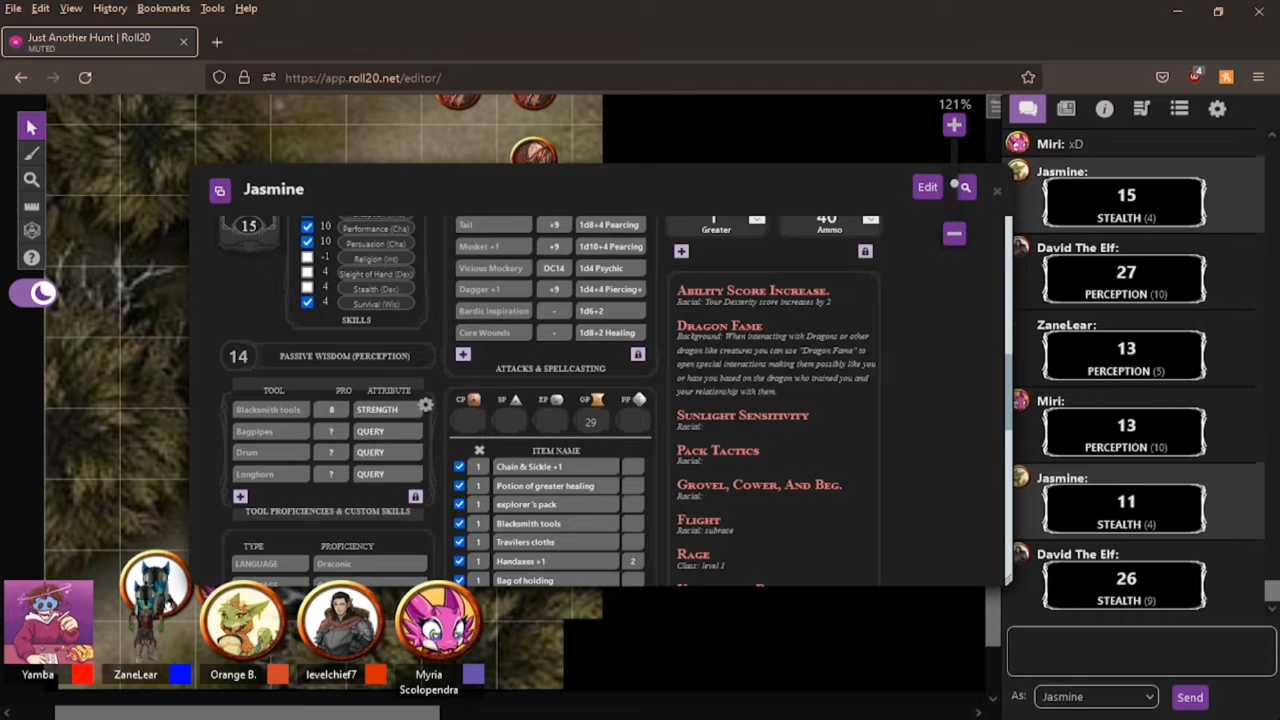 File Edit View History Bookmarks Tools Help
Just Another Hunt | Roll20
MUTED
https://app.roll20.net/editor/
4
121%
Jasmine
Edit
15
10 Performance (Cha)
10 Persuasion (Cha)
-1 Religion (Int)
4 Sleight of Hand (Dex)
4 Stealth (Dex)
4 Survival (Wis)
SKILLS
14 PASSIVE WISDOM (PERCEPTION)
TOOL PRO ATTRIBUTE
Blacksmith tools 8 STRENGTH
Bagpipes ? QUERY
Drum ? QUERY
Longhorn ? QUERY
TOOL PROFICIENCIES & CUSTOM SKILLS
TYPE PROFICIENCY
LANGUAGE Draconic
Tail +9 1d8+4 Pearcing
Musket +1 +9 1d10+4 Pearcing
Vicious Mockery DC14 1d4 Psychic
Dagger +1 +9 1d4+4 Piercing+
Bardic Inspiration - 1d6+2
Cure Wounds - 1d8+2 Healing
ATTACKS & SPELLCASTING
CP SP EP GP PP
29
ITEM NAME
1 Chain & Sickle +1
1 Potion of greater healing
1 explorer's pack
1 Blacksmith tools
1 Travilers cloths
1 Handaxes +1 2
1 Bag of holding
1 40
Greater Ammo
ABILITY SCORE INCREASE.
Racial: Your Dexterity score increases by 2
DRAGON FAME
Background: When interacting with Dragons or other
dragon like creatures you can use "Dragon Fame" to
open special interactions making them possibly like you
or hate you based on the dragon who trained you and
your relationship with them.
SUNLIGHT SENSITIVITY
Racial:
PACK TACTICS
Racial:
GROVEL, COWER, AND BEG.
Racial:
FLIGHT
Racial: subrace
RAGE
Class: level 1
Miri: xD
Jasmine:
15
STEALTH (4)
David The Elf:
27
PERCEPTION (10)
ZaneLear:
13
PERCEPTION (5)
Miri:
13
PERCEPTION (10)
Jasmine:
11
STEALTH (4)
David The Elf:
26
STEALTH (9)
As: Jasmine Send
Yamba
ZaneLear
Orange B.
levelchief7
Myria
Scolopendra